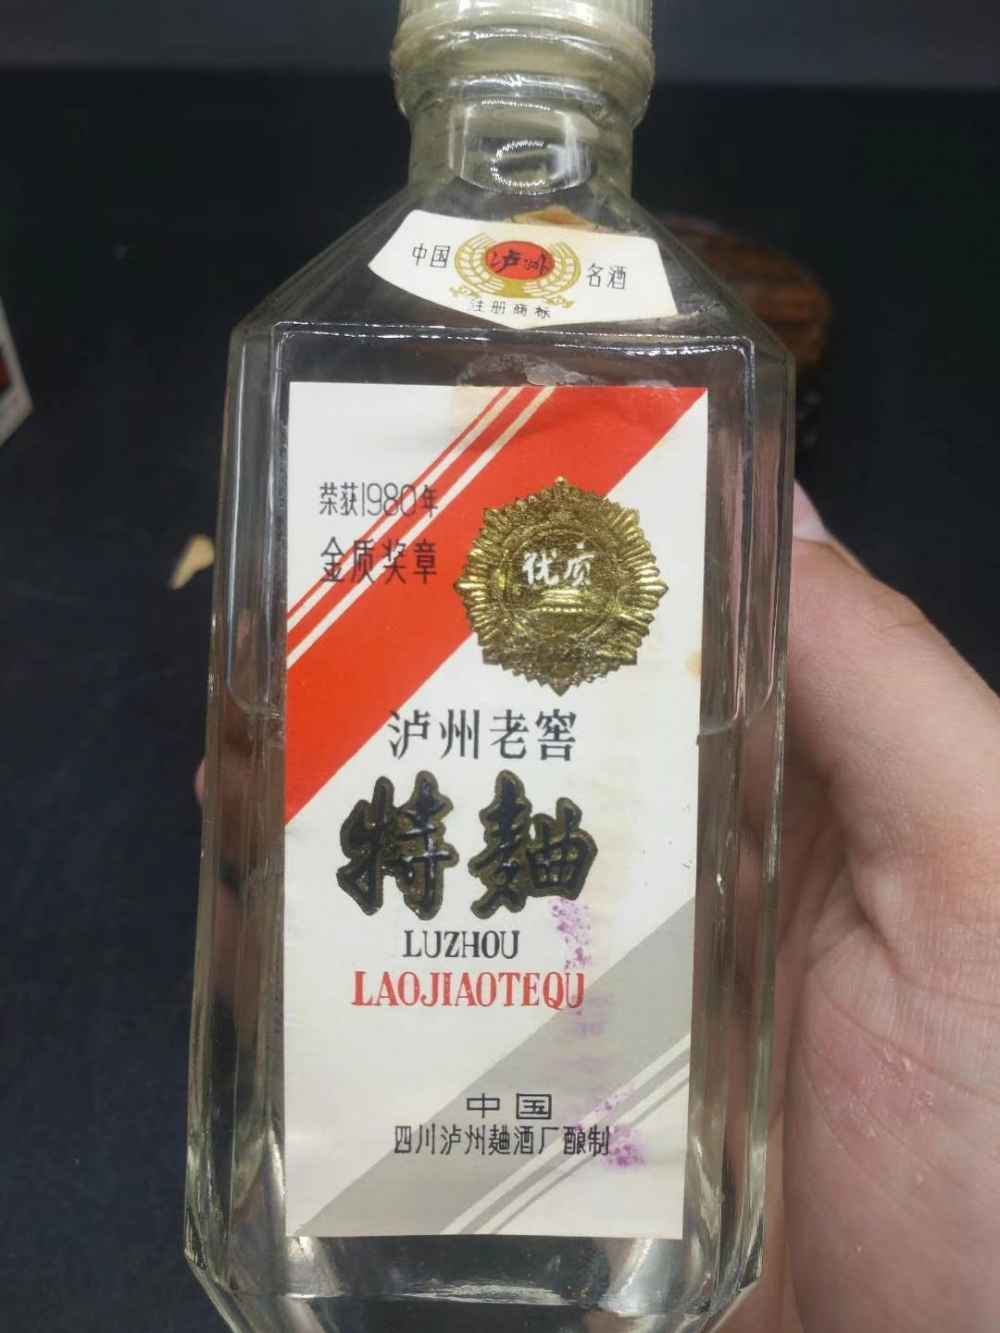 中国 泸州 名酒
注册商标
荣获1980年
金质奖章
优质
泸州老窖
特麯
LUZHOU
LAOJIAOTEQU
中国
四川泸州麯酒厂酿制